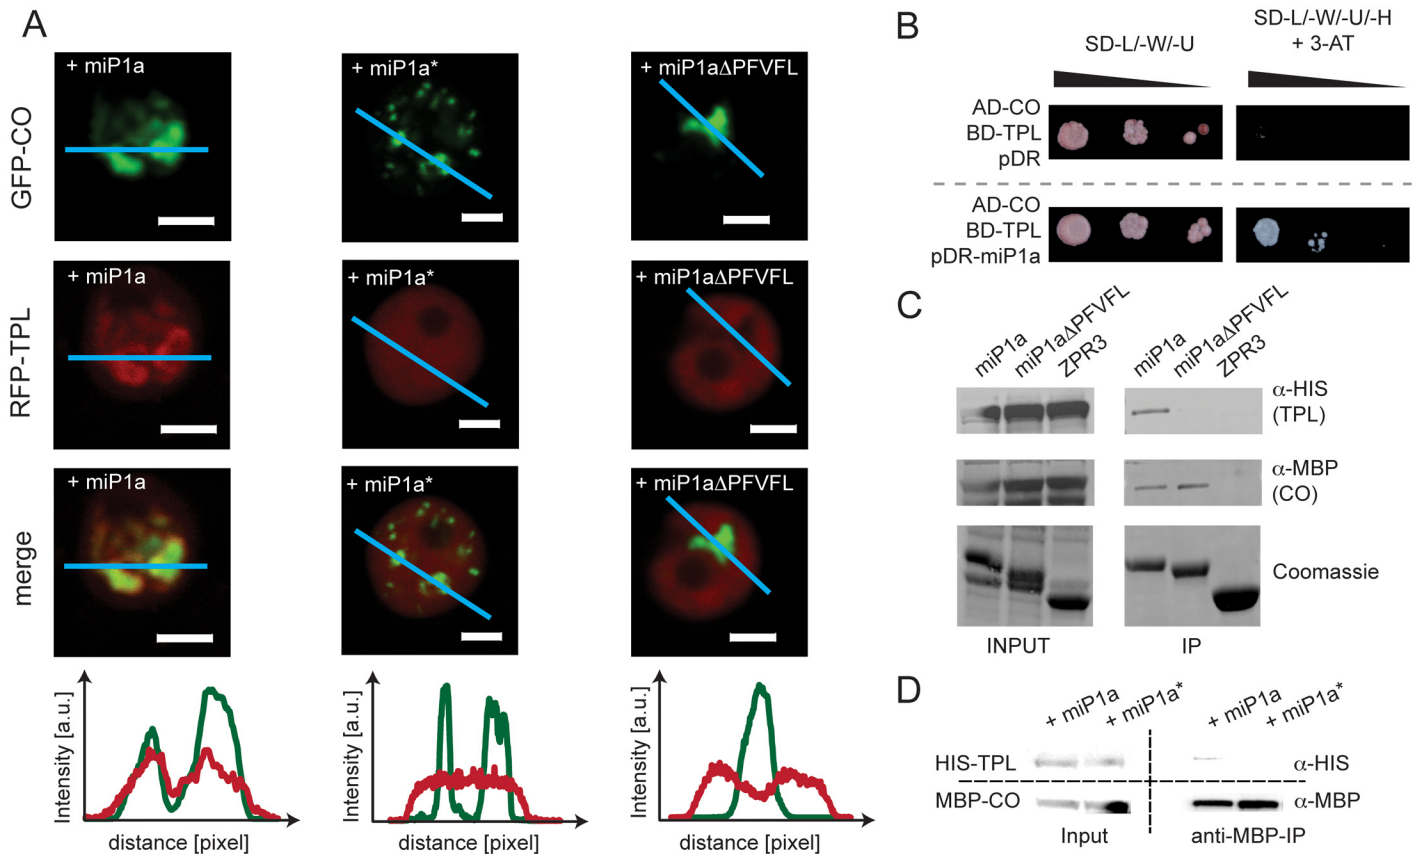 A
GFP-CO
+ miP1a
+ miP1a*
+ miP1aΔPFVFL
RFP-TPL
+ miP1a
+ miP1a*
+ miP1aΔPFVFL
merge
+ miP1a
+ miP1a*
+ miP1aΔPFVFL
Intensity [a.u.]
distance [pixel]
Intensity [a.u.]
distance [pixel]
Intensity [a.u.]
distance [pixel]
B
SD-L/-W/-U
SD-L/-W/-U/-H
+ 3-AT
AD-CO
BD-TPL
pDR
AD-CO
BD-TPL
pDR-miP1a
C
miP1a
miP1aΔPFVFL
ZPR3
miP1a
miP1aΔPFVFL
ZPR3
α-HIS
(TPL)
α-MBP
(CO)
Coomassie
INPUT
IP
D
+ miP1a
+ miP1a*
+ miP1a
+ miP1a*
HIS-TPL
α-HIS
MBP-CO
α-MBP
Input
anti-MBP-IP